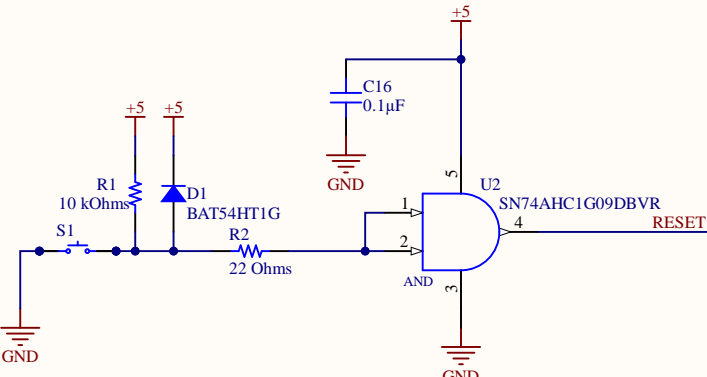 +5
C16
0.1µF
GND
+5
+5
R1
10 kOhms
D1
BAT54HT1G
S1
R2
22 Ohms
GND
5
U2
SN74AHC1G09DBVR
1
2
4
RESET
AND
3
GND